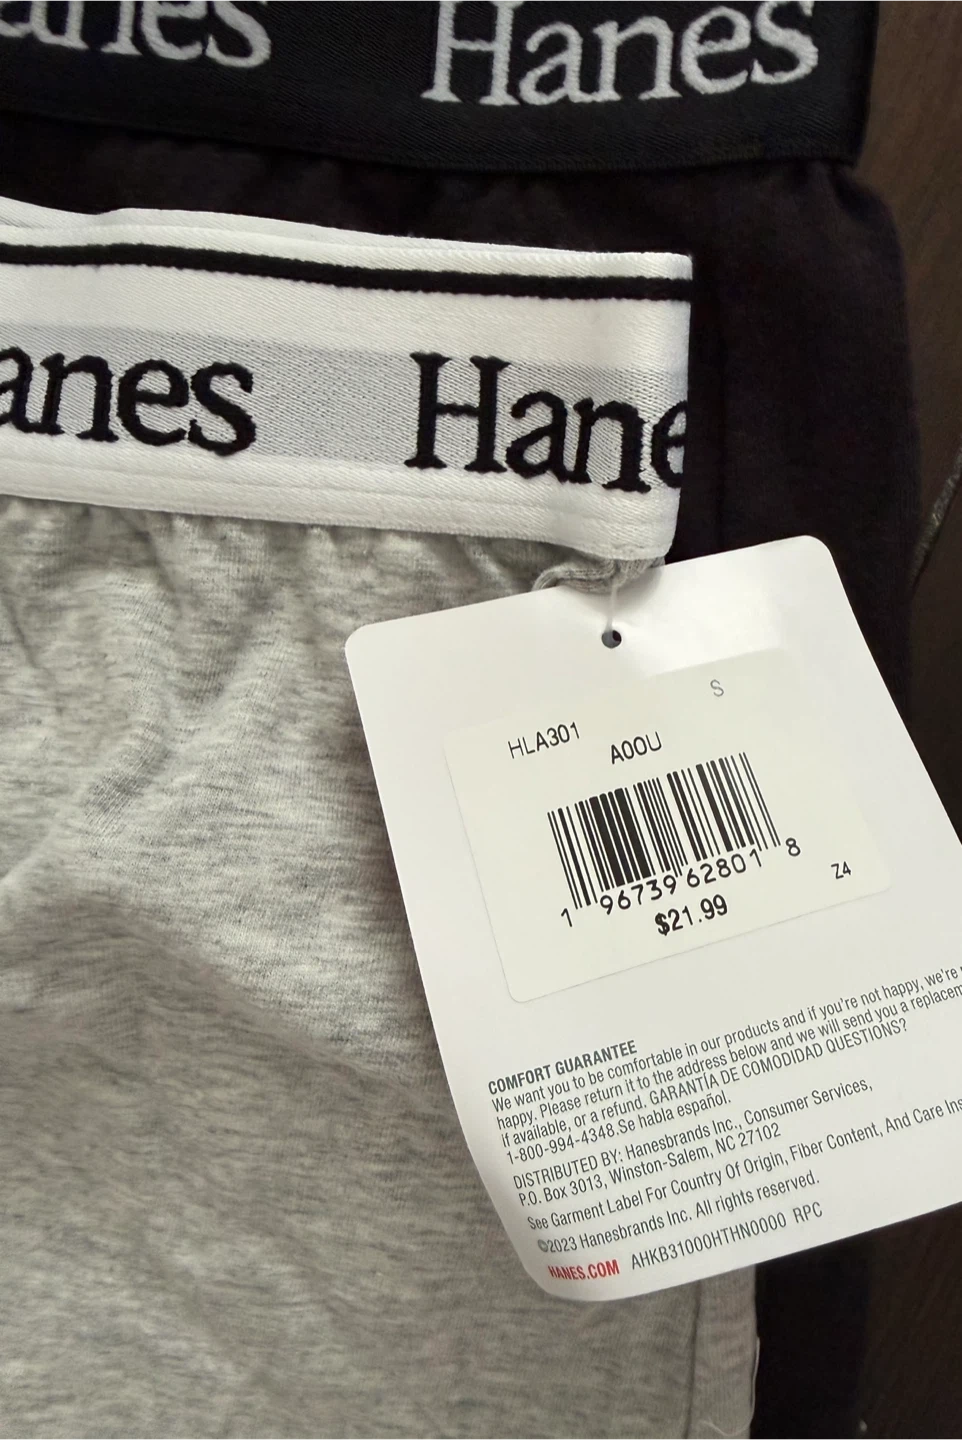 anes Hanes
anes Hane
S
HLA301
A00U
1 96739 62801 8
$21.99
Z4
COMFORT GUARANTEE
We want you to be comfortable in our products and if you're not happy, we're
happy. Please return it to the address below and we will send you a replacem
if available, or a refund. GARANTÍA DE COMODIDAD QUESTIONS?
1-800-994-4348.Se habla español.
DISTRIBUTED BY: Hanesbrands Inc., Consumer Services,
P.O. Box 3013, Winston-Salem, NC 27102
See Garment Label For Country Of Origin, Fiber Content, And Care Ins
©2023 Hanesbrands Inc. All rights reserved.
HANES.COM AHKB31000HTHN0000 RPC